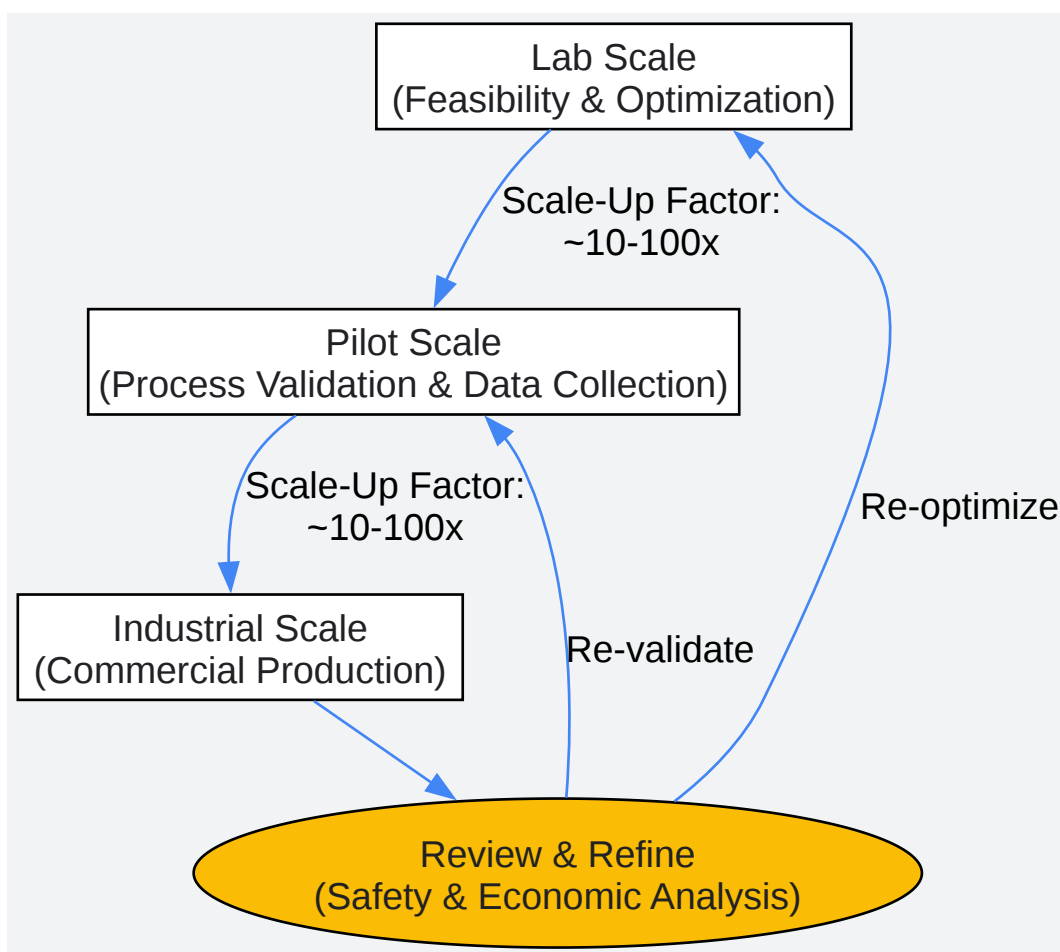 Lab Scale
(Feasibility & Optimization)
Scale-Up Factor:
~10-100x
Pilot Scale
(Process Validation & Data Collection)
Scale-Up Factor:
~10-100x
Re-optimize
Industrial Scale
(Commercial Production)
Re-validate
Review & Refine
(Safety & Economic Analysis)